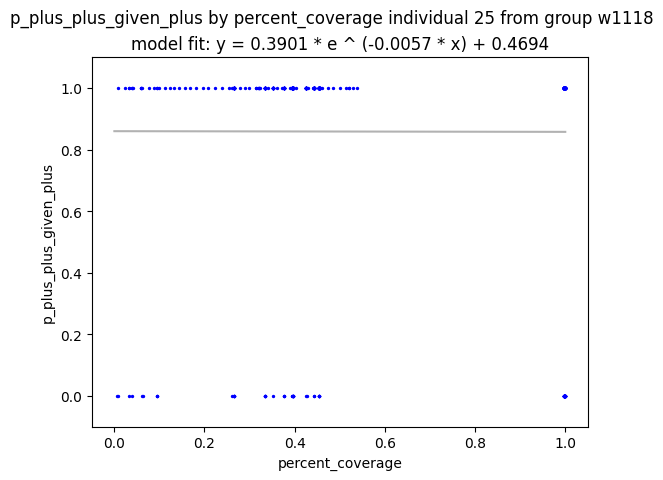 p_plus_plus_given_plus by percent_coverage individual 25 from group w1118
model fit: y = 0.3901 * e ^ (-0.0057 * x) + 0.4694
1.0
0.8
0.6
0.4
0.2
0.0
p_plus_plus_given_plus
0.0 0.2 0.4 0.6 0.8 1.0
percent_coverage